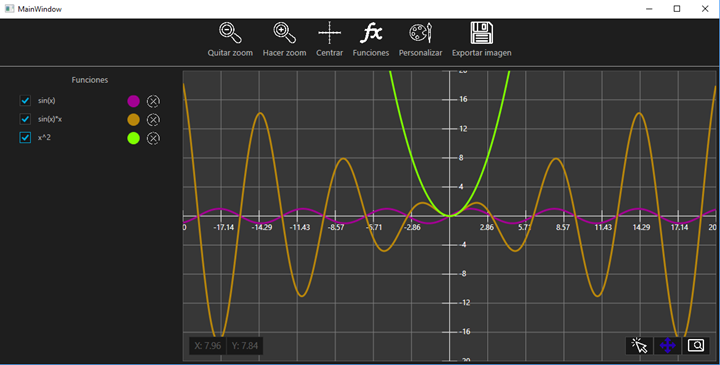 MainWindow
Quitar zoom Hacer zoom Centrar Funciones Personalizar Exportar imagen
Funciones
sin(x)
sin(x)*x
x^2
20
16
12
8
4
0 -17.14 -14.29 -11.43 -8.57 -5.71 -2.86 2.86 5.71 8.57 11.43 14.29 17.14 20
-4
-8
-12
-16
-20
X: 7.96 Y: 7.84